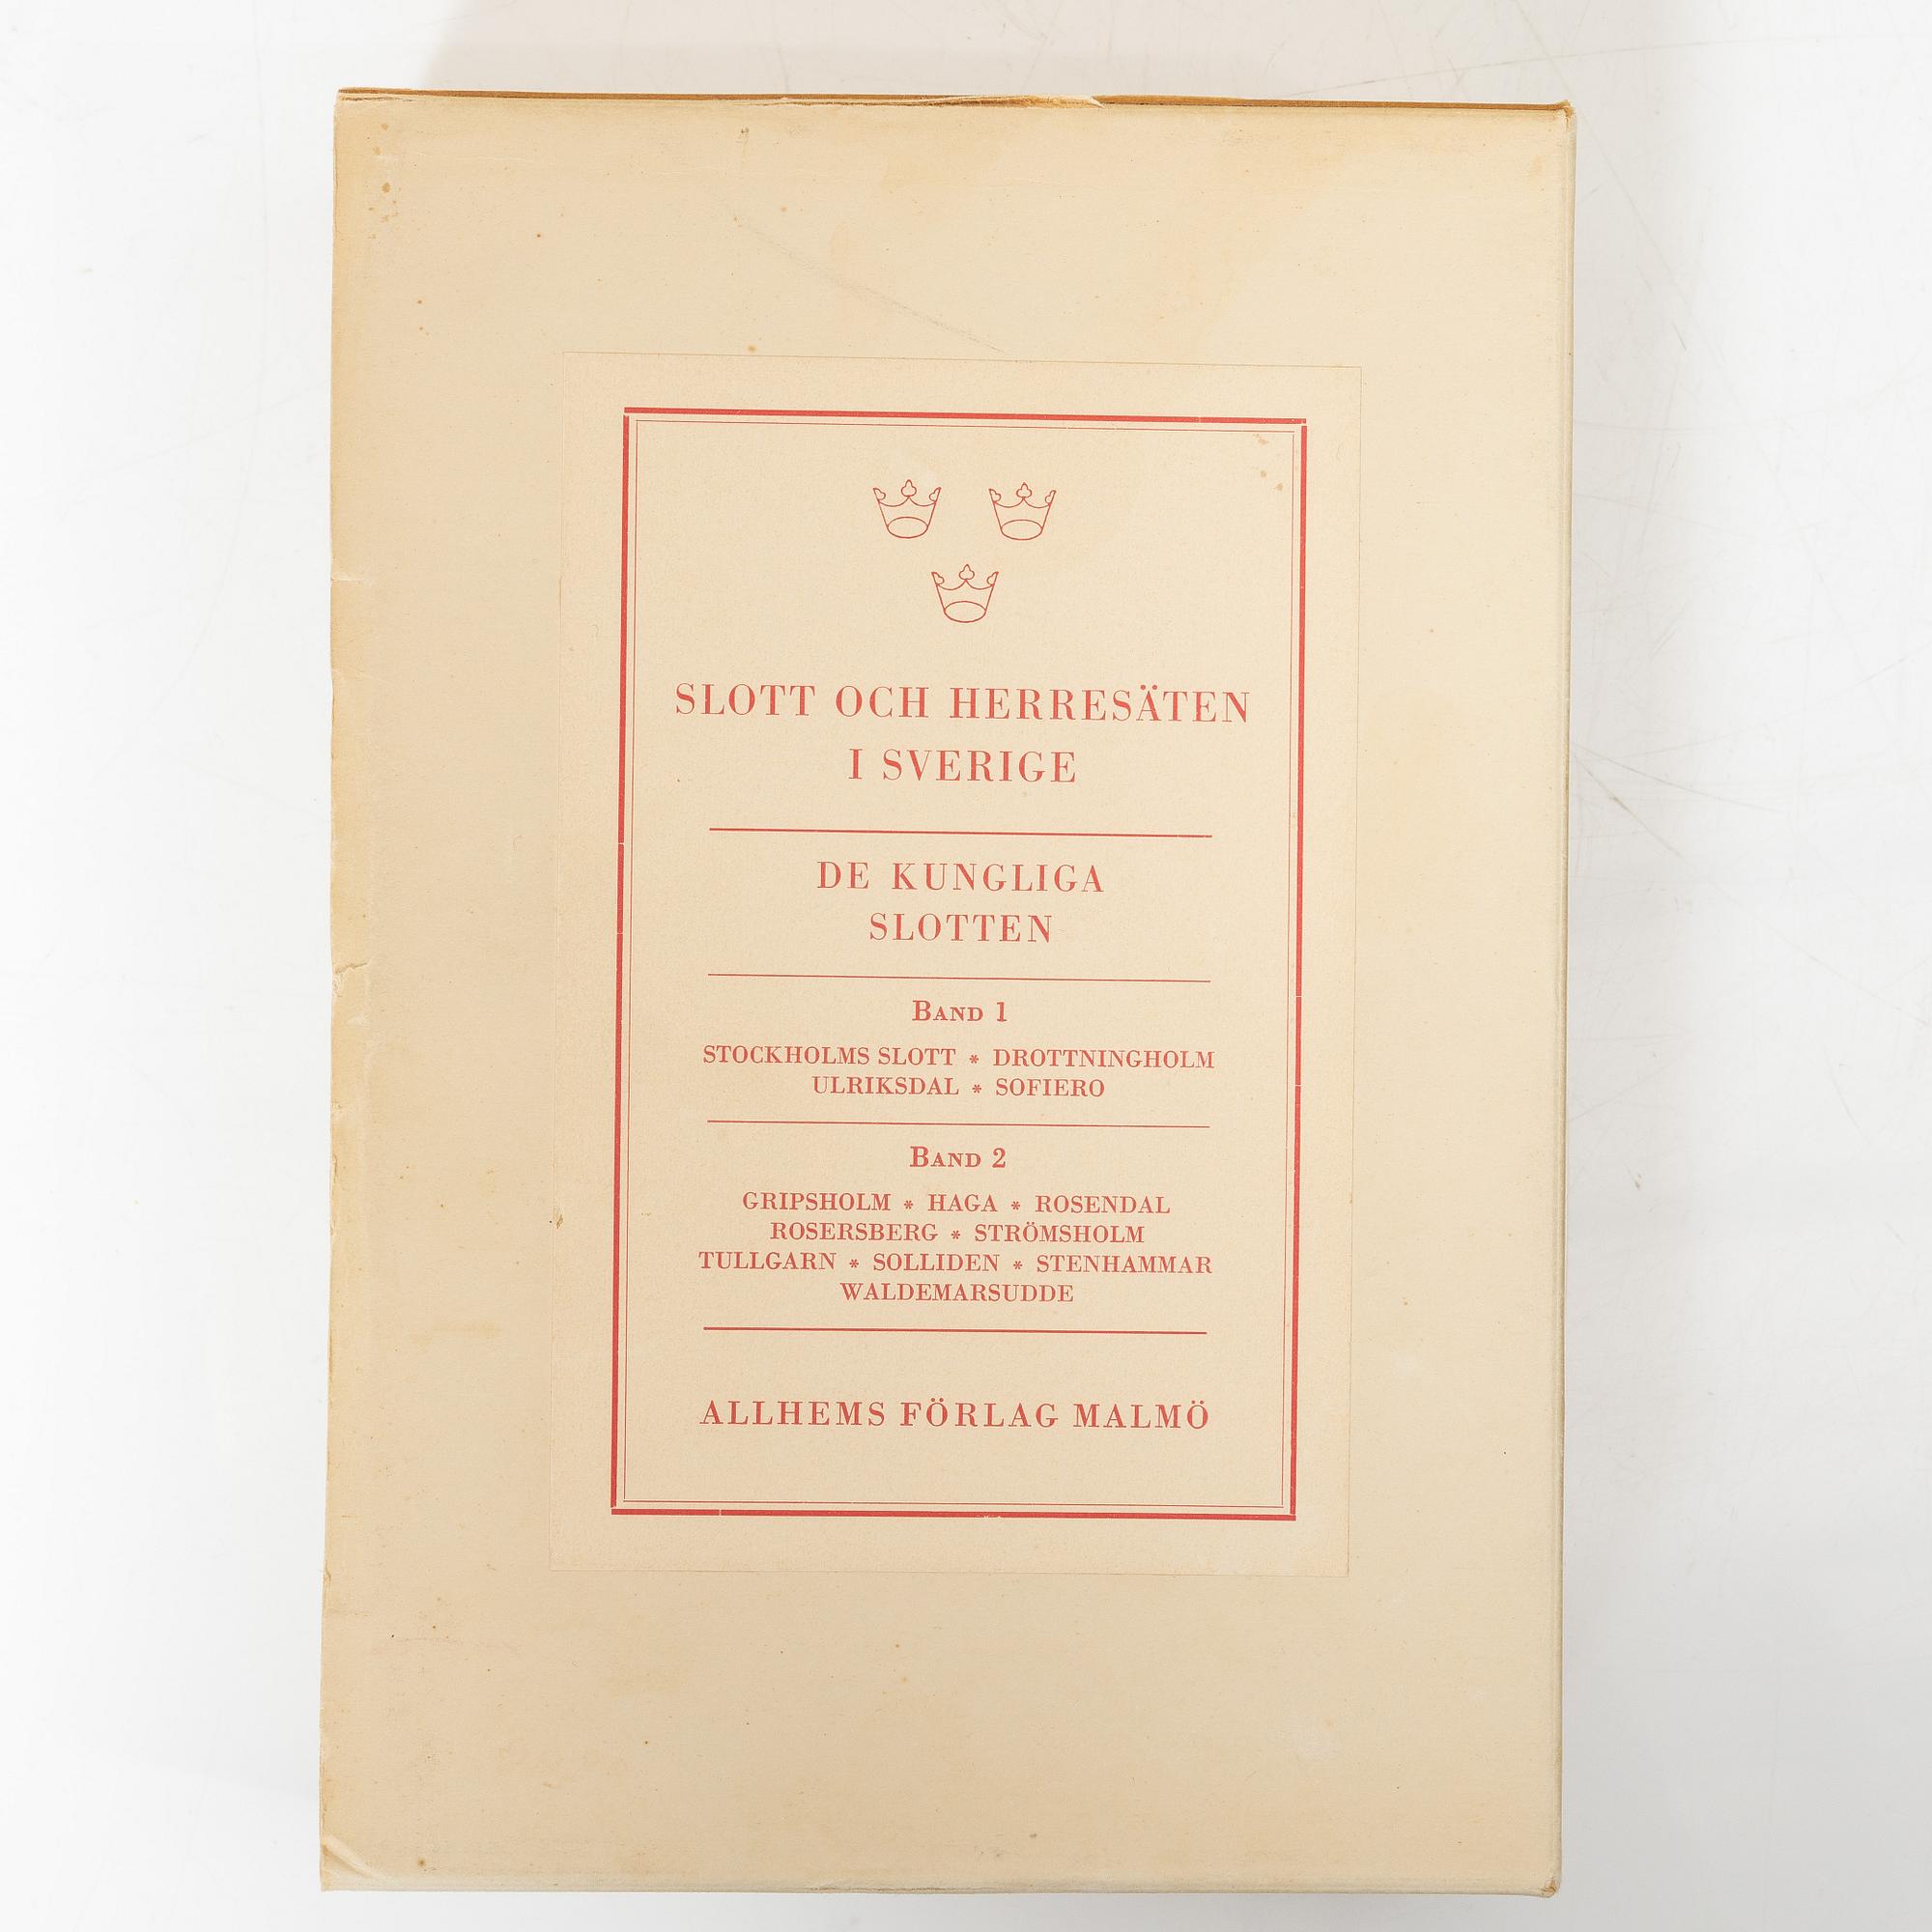 SLOTT OCH HERRESÄTEN
I SVERIGE
DE KUNGLIGA
SLOTTEN
BAND 1
STOCKHOLMS SLOTT * DROTTNINGHOLM
ULRIKSDAL * SOFIERO
BAND 2
GRIPSHOLM * HAGA * ROSENDAL
ROSERSBERG * STRÖMSHOLM
TULLGARN * SOLLIDEN * STENHAMMAR
WALDEMARSUDDE
ALLHEMS FÖRLAG MALMÖ